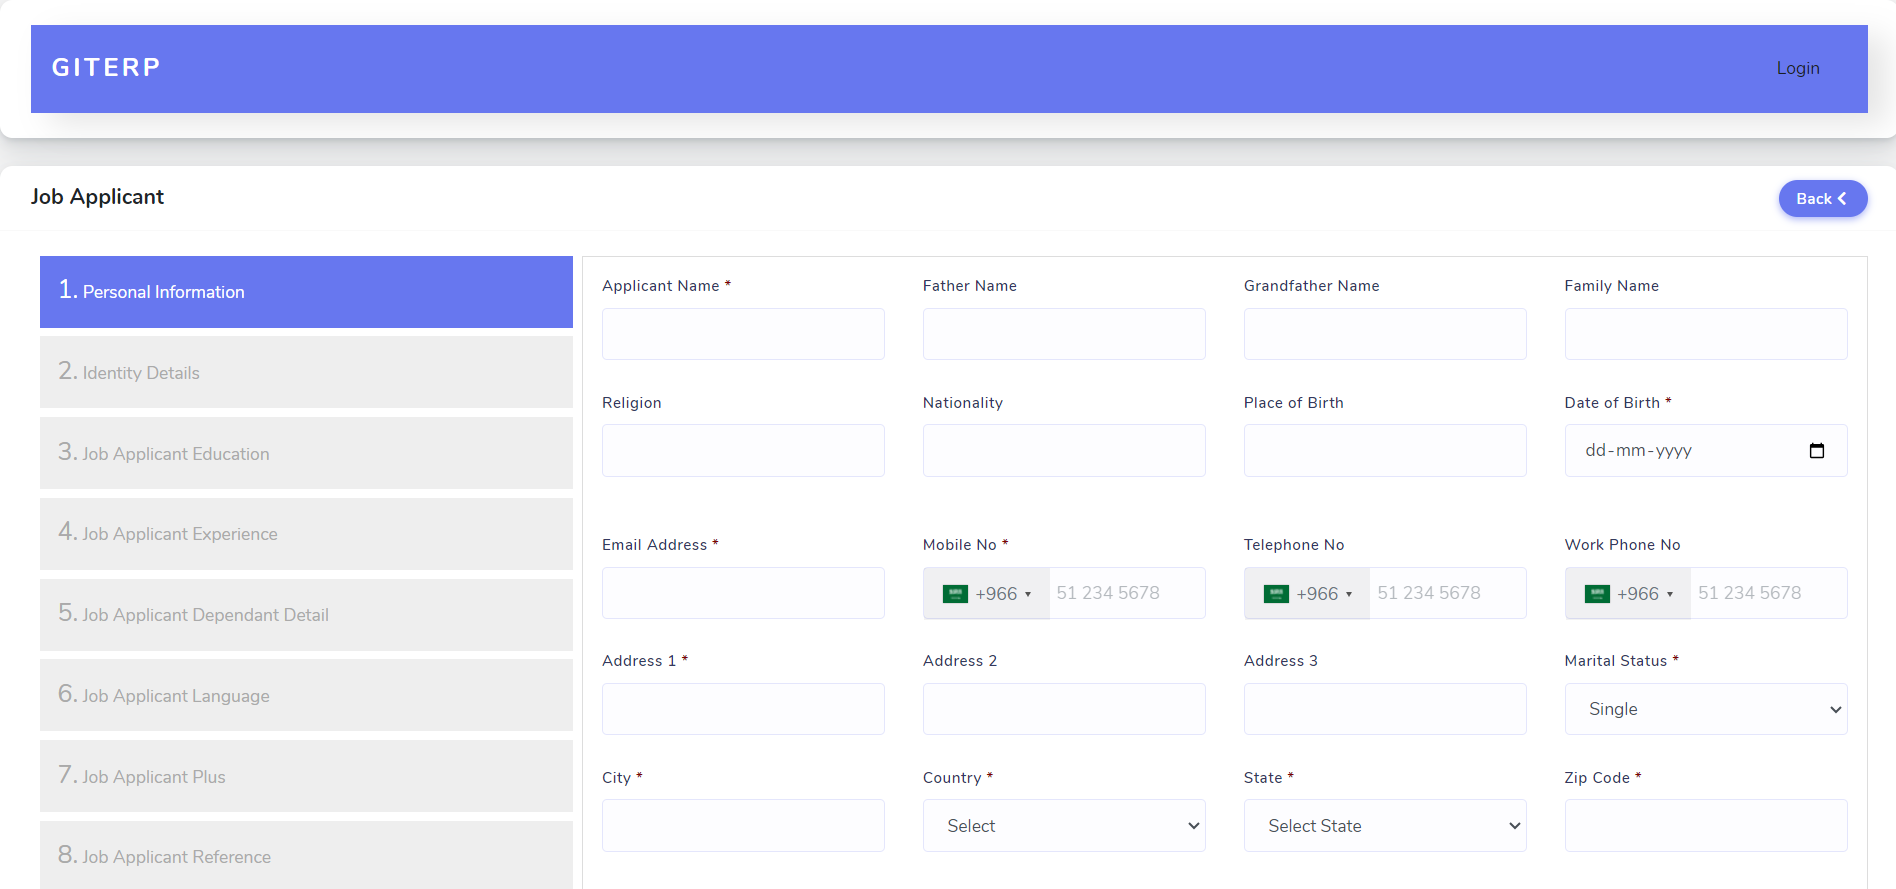 GITERP
Login
Job Applicant
Back
1. Personal Information
2. Identity Details
3. Job Applicant Education
4. Job Applicant Experience
5. Job Applicant Dependant Detail
6. Job Applicant Language
7. Job Applicant Plus
8. Job Applicant Reference
Applicant Name * Father Name Grandfather Name Family Name
Religion Nationality Place of Birth Date of Birth *
dd-mm-yyyy
Email Address * Mobile No * Telephone No Work Phone No
+966 51 234 5678 +966 51 234 5678 +966 51 234 5678
Address 1 * Address 2 Address 3 Marital Status *
Single
City * Country * State * Zip Code *
Select Select State